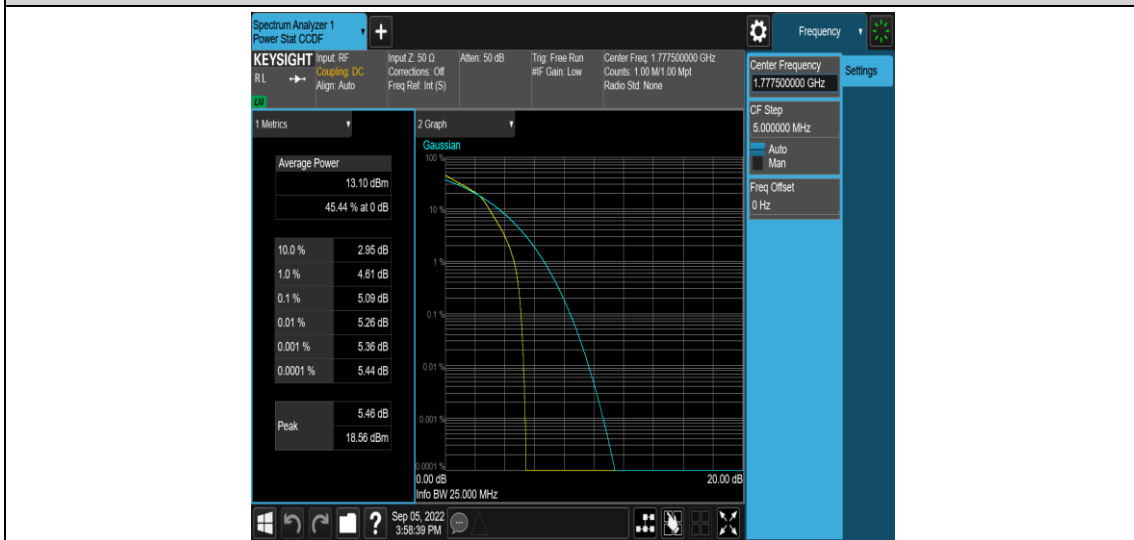 Spectrum Analyzer 1
Power Stat CCDF
+
Frequency
KEYSIGHT
RL
Input: RF
Coupling: DC
Align: Auto
Input Z: 50 Ω
Corrections: Off
Freq Ref: Int (S)
Atten: 50 dB
Trig: Free Run
#IF Gain: Low
Center Freq: 1.777500000 GHz
Counts: 1.00 M/1.00 Mpt
Radio Std: None
Center Frequency
1.777500000 GHz
Settings
CF Step
5.000000 MHz
Auto
Man
Freq Offset
0 Hz
1 Metrics
Average Power
13.10 dBm
45.44 % at 0 dB
10.0 % 2.95 dB
1.0 % 4.61 dB
0.1 % 5.09 dB
0.01 % 5.26 dB
0.001 % 5.36 dB
0.0001 % 5.44 dB
Peak
5.46 dB
18.56 dBm
2 Graph
Gaussian
100 %
10 %
1 %
0.1 %
0.01 %
0.001 %
0.0001 %
0.00 dB 20.00 dB
Info BW 25.000 MHz
?
Sep 05, 2022
3:58:39 PM